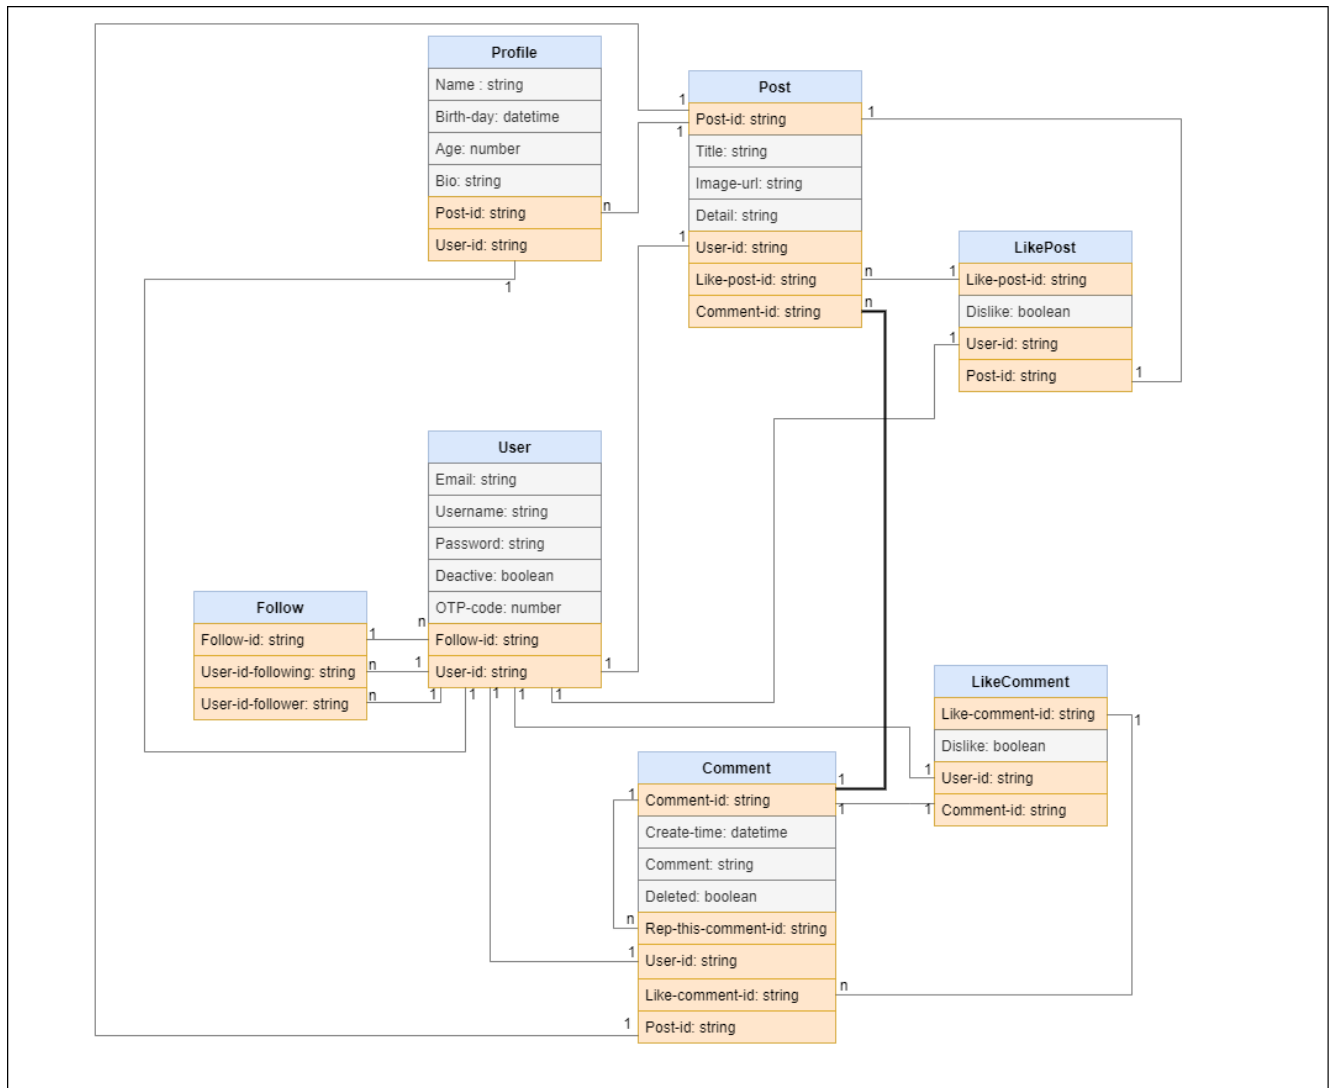 Profile
Name : string
Birth-day: datetime
Age: number
Bio: string
Post-id: string
n
User-id: string
1
Post
1
Post-id: string
1
1
Title: string
Image-url: string
Detail: string
1
User-id: string
Like-post-id: string
n
Comment-id: string
n
LikePost
1
Like-post-id: string
Dislike: boolean
1
User-id: string
Post-id: string
1
User
Email: string
Username: string
Password: string
Deactive: boolean
OTP-code: number
n
Follow-id: string
1
User-id: string
1
1
1
1
1
1
Follow
Follow-id: string
1
User-id-following: string
n
User-id-follower: string
n
LikeComment
Like-comment-id: string
1
Dislike: boolean
1
User-id: string
1
Comment-id: string
Comment
1
1
Comment-id: string
1
Create-time: datetime
Comment: string
Deleted: boolean
n
Rep-this-comment-id: string
1
User-id: string
Like-comment-id: string
n
1
Post-id: string